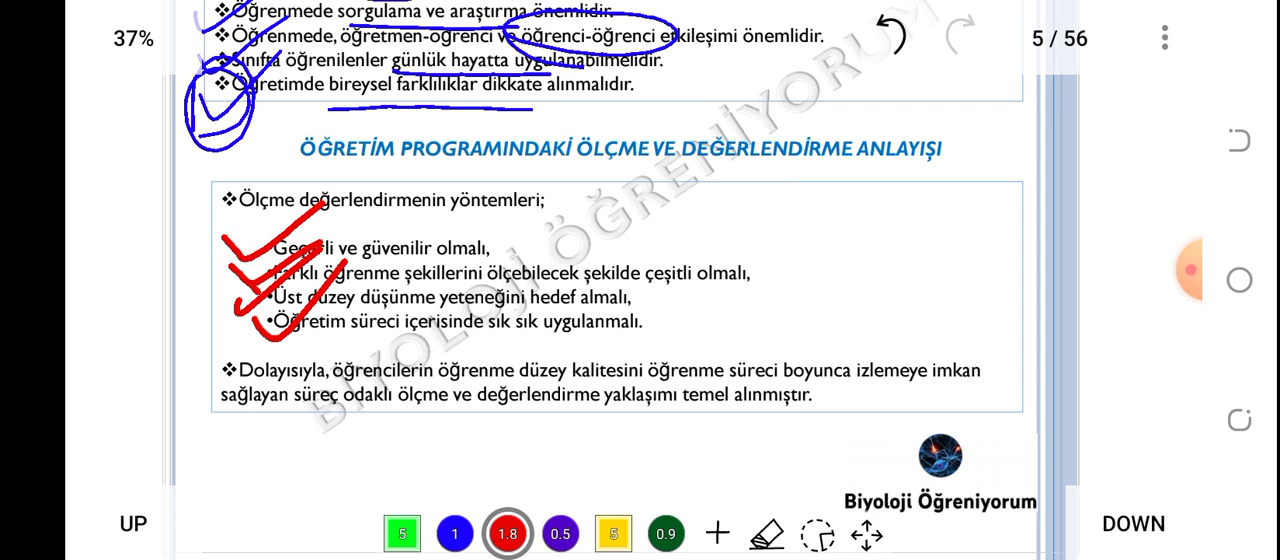 ❖Öğrenmede sorgulama ve araştırma önemlidir.
37%
❖Öğrenmede, öğretmen-öğrenci ve öğrenci-öğrenci etkileşimi önemlidir.
5 / 56
❖Sınıfta öğrenilenler günlük hayatta uygulanabilmelidir.
❖Öğretimde bireysel farklılıklar dikkate alınmalıdır.
ÖĞRETİM PROGRAMINDAKİ ÖLÇME VE DEĞERLENDİRME ANLAYIŞI
❖Ölçme değerlendirmenin yöntemleri;
•Geçerli ve güvenilir olmalı,
•Farklı öğrenme şekillerini ölçebilecek şekilde çeşitli olmalı,
•Üst düzey düşünme yeteneğini hedef almalı,
•Öğretim süreci içerisinde sık sık uygulanmalı.
❖Dolayısıyla, öğrencilerin öğrenme düzey kalitesini öğrenme süreci boyunca izlemeye imkan
sağlayan süreç odaklı ölçme ve değerlendirme yaklaşımı temel alınmıştır.
BİYOLOJİ ÖĞRENİYORUM
Biyoloji Öğreniyorum
UP
5 1 1.8 0.5 5 0.9
DOWN